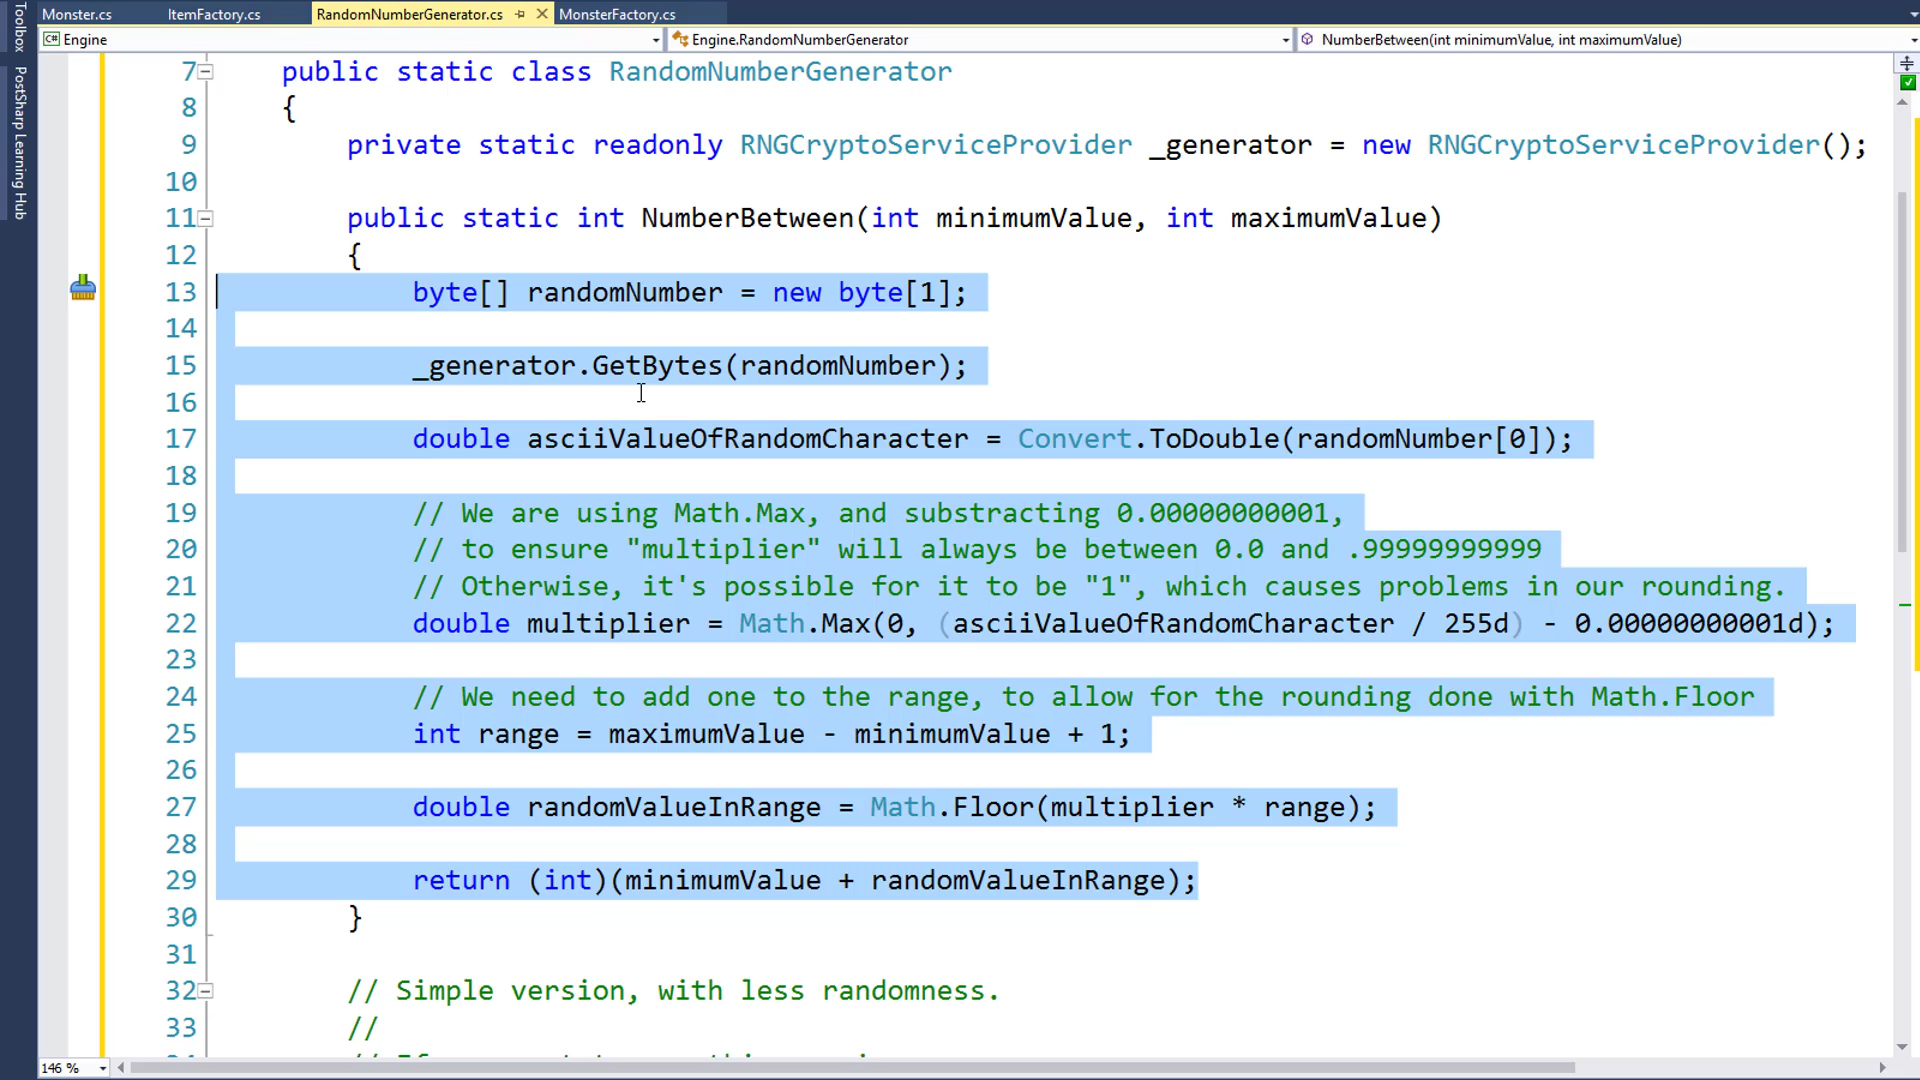 Monster.cs ItemFactory.cs RandomNumberGenerator.cs MonsterFactory.cs
Toolbox
PostSharp Learning Hub
C# Engine Engine.RandomNumberGenerator NumberBetween(int minimumValue, int maximumValue)
7 public static class RandomNumberGenerator
8 {
9 private static readonly RNGCryptoServiceProvider _generator = new RNGCryptoServiceProvider();
10
11 public static int NumberBetween(int minimumValue, int maximumValue)
12 {
13 byte[] randomNumber = new byte[1];
14
15 _generator.GetBytes(randomNumber);
16
17 double asciiValueOfRandomCharacter = Convert.ToDouble(randomNumber[0]);
18
19 // We are using Math.Max, and substracting 0.00000000001,
20 // to ensure "multiplier" will always be between 0.0 and .99999999999
21 // Otherwise, it's possible for it to be "1", which causes problems in our rounding.
22 double multiplier = Math.Max(0, (asciiValueOfRandomCharacter / 255d) - 0.00000000001d);
23
24 // We need to add one to the range, to allow for the rounding done with Math.Floor
25 int range = maximumValue - minimumValue + 1;
26
27 double randomValueInRange = Math.Floor(multiplier * range);
28
29 return (int)(minimumValue + randomValueInRange);
30 }
31
32 // Simple version, with less randomness.
33 //
146 %